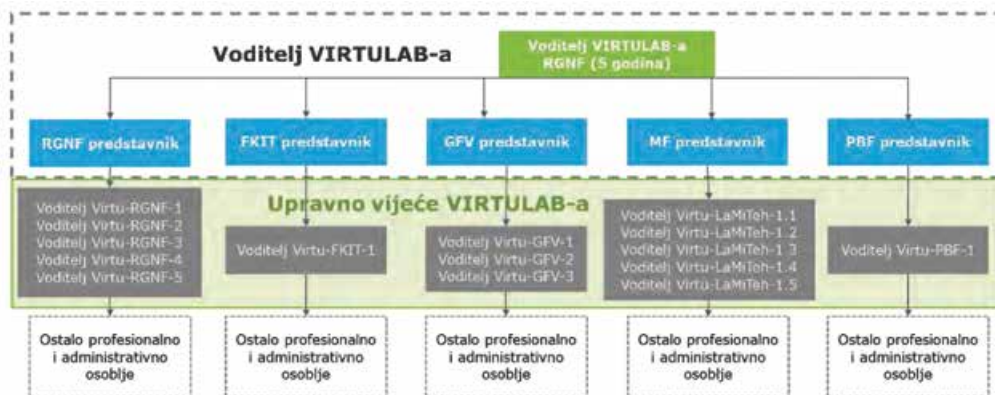 Voditelj VIRTULAB-a
Voditelj VIRTULAB-a
RGNF (5 godina)
RGNF predstavnik
FKIT predstavnik
GFV predstavnik
MF predstavnik
PBF predstavnik
Upravno vijeće VIRTULAB-a
Voditelj Virtu-RGNF-1
Voditelj Virtu-RGNF-2
Voditelj Virtu-RGNF-3
Voditelj Virtu-RGNF-4
Voditelj Virtu-RGNF-5
Voditelj Virtu-FKIT-1
Voditelj Virtu-GFV-1
Voditelj Virtu-GFV-2
Voditelj Virtu-GFV-3
Voditelj Virtu-LaMiTeh-1.1
Voditelj Virtu-LaMiTeh-1.2
Voditelj Virtu-LaMiTeh-1.3
Voditelj Virtu-LaMiTeh-1.4
Voditelj Virtu-LaMiTeh-1.5
Voditelj Virtu-PBF-1
Ostalo profesionalno
i administrativno
osoblje
Ostalo profesionalno
i administrativno
osoblje
Ostalo profesionalno
i administrativno
osoblje
Ostalo profesionalno
i administrativno
osoblje
Ostalo profesionalno
i administrativno
osoblje